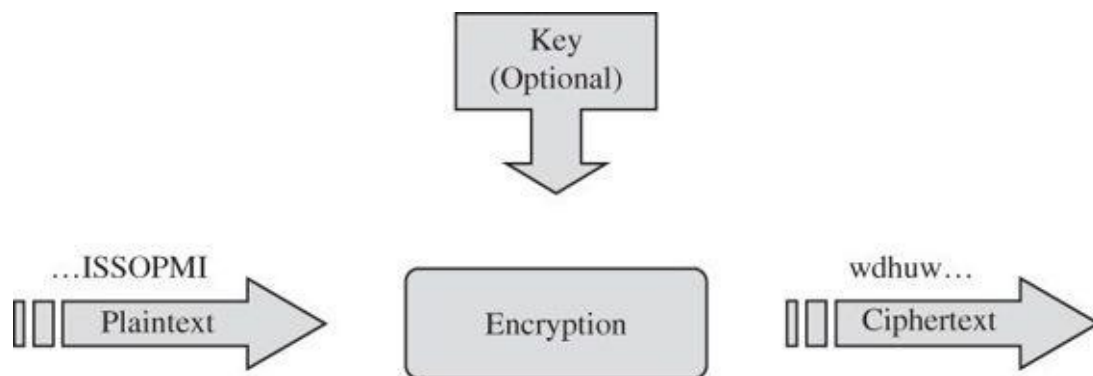 Key
(Optional)
…ISSOPMI
wdhuw…
Plaintext
Encryption
Ciphertext